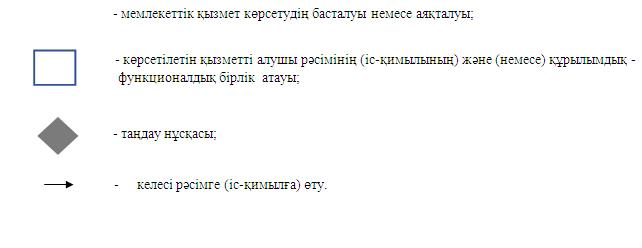 - мемлекеттік қызмет көрсетудің басталуы немесе аяқталуы;
- көрсетілетін қызметті алушы рәсімінің (іс-қимылының) және (немесе) құрылымдық -
функционалдық бірлік атауы;
- таңдау нұсқасы;
- келесі рәсімге (іс-қимылға) өту.